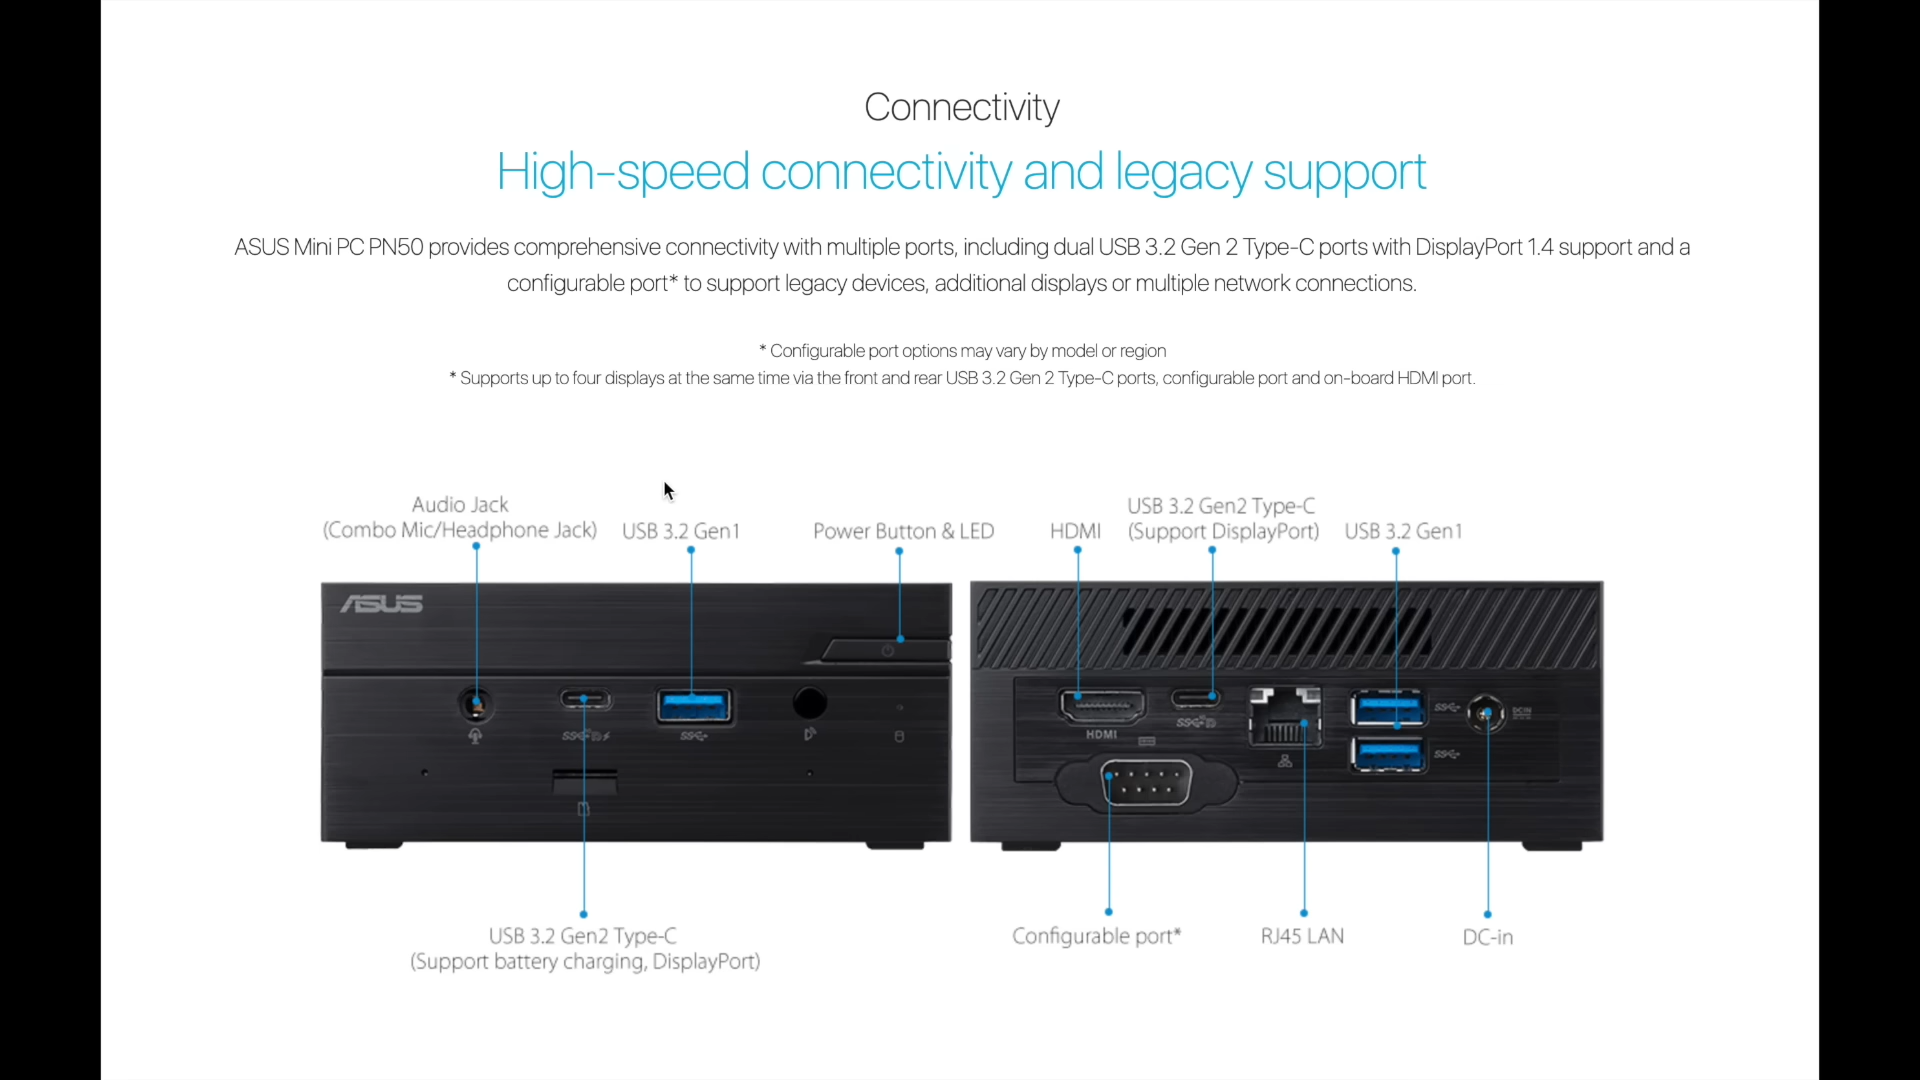 Connectivity
High-speed connectivity and legacy support
ASUS Mini PC PN50 provides comprehensive connectivity with multiple ports, including dual USB 3.2 Gen 2 Type-C ports with DisplayPort 1.4 support and a
configurable port* to support legacy devices, additional displays or multiple network connections.
* Configurable port options may vary by model or region
* Supports up to four displays at the same time via the front and rear USB 3.2 Gen 2 Type-C ports, configurable port and on-board HDMI port.
Audio Jack
(Combo Mic/Headphone Jack)
USB 3.2 Gen1
Power Button & LED
HDMI
USB 3.2 Gen2 Type-C
(Support DisplayPort)
USB 3.2 Gen1
ASUS
HDMI
DCIN
USB 3.2 Gen2 Type-C
(Support battery charging, DisplayPort)
Configurable port*
RJ45 LAN
DC-in